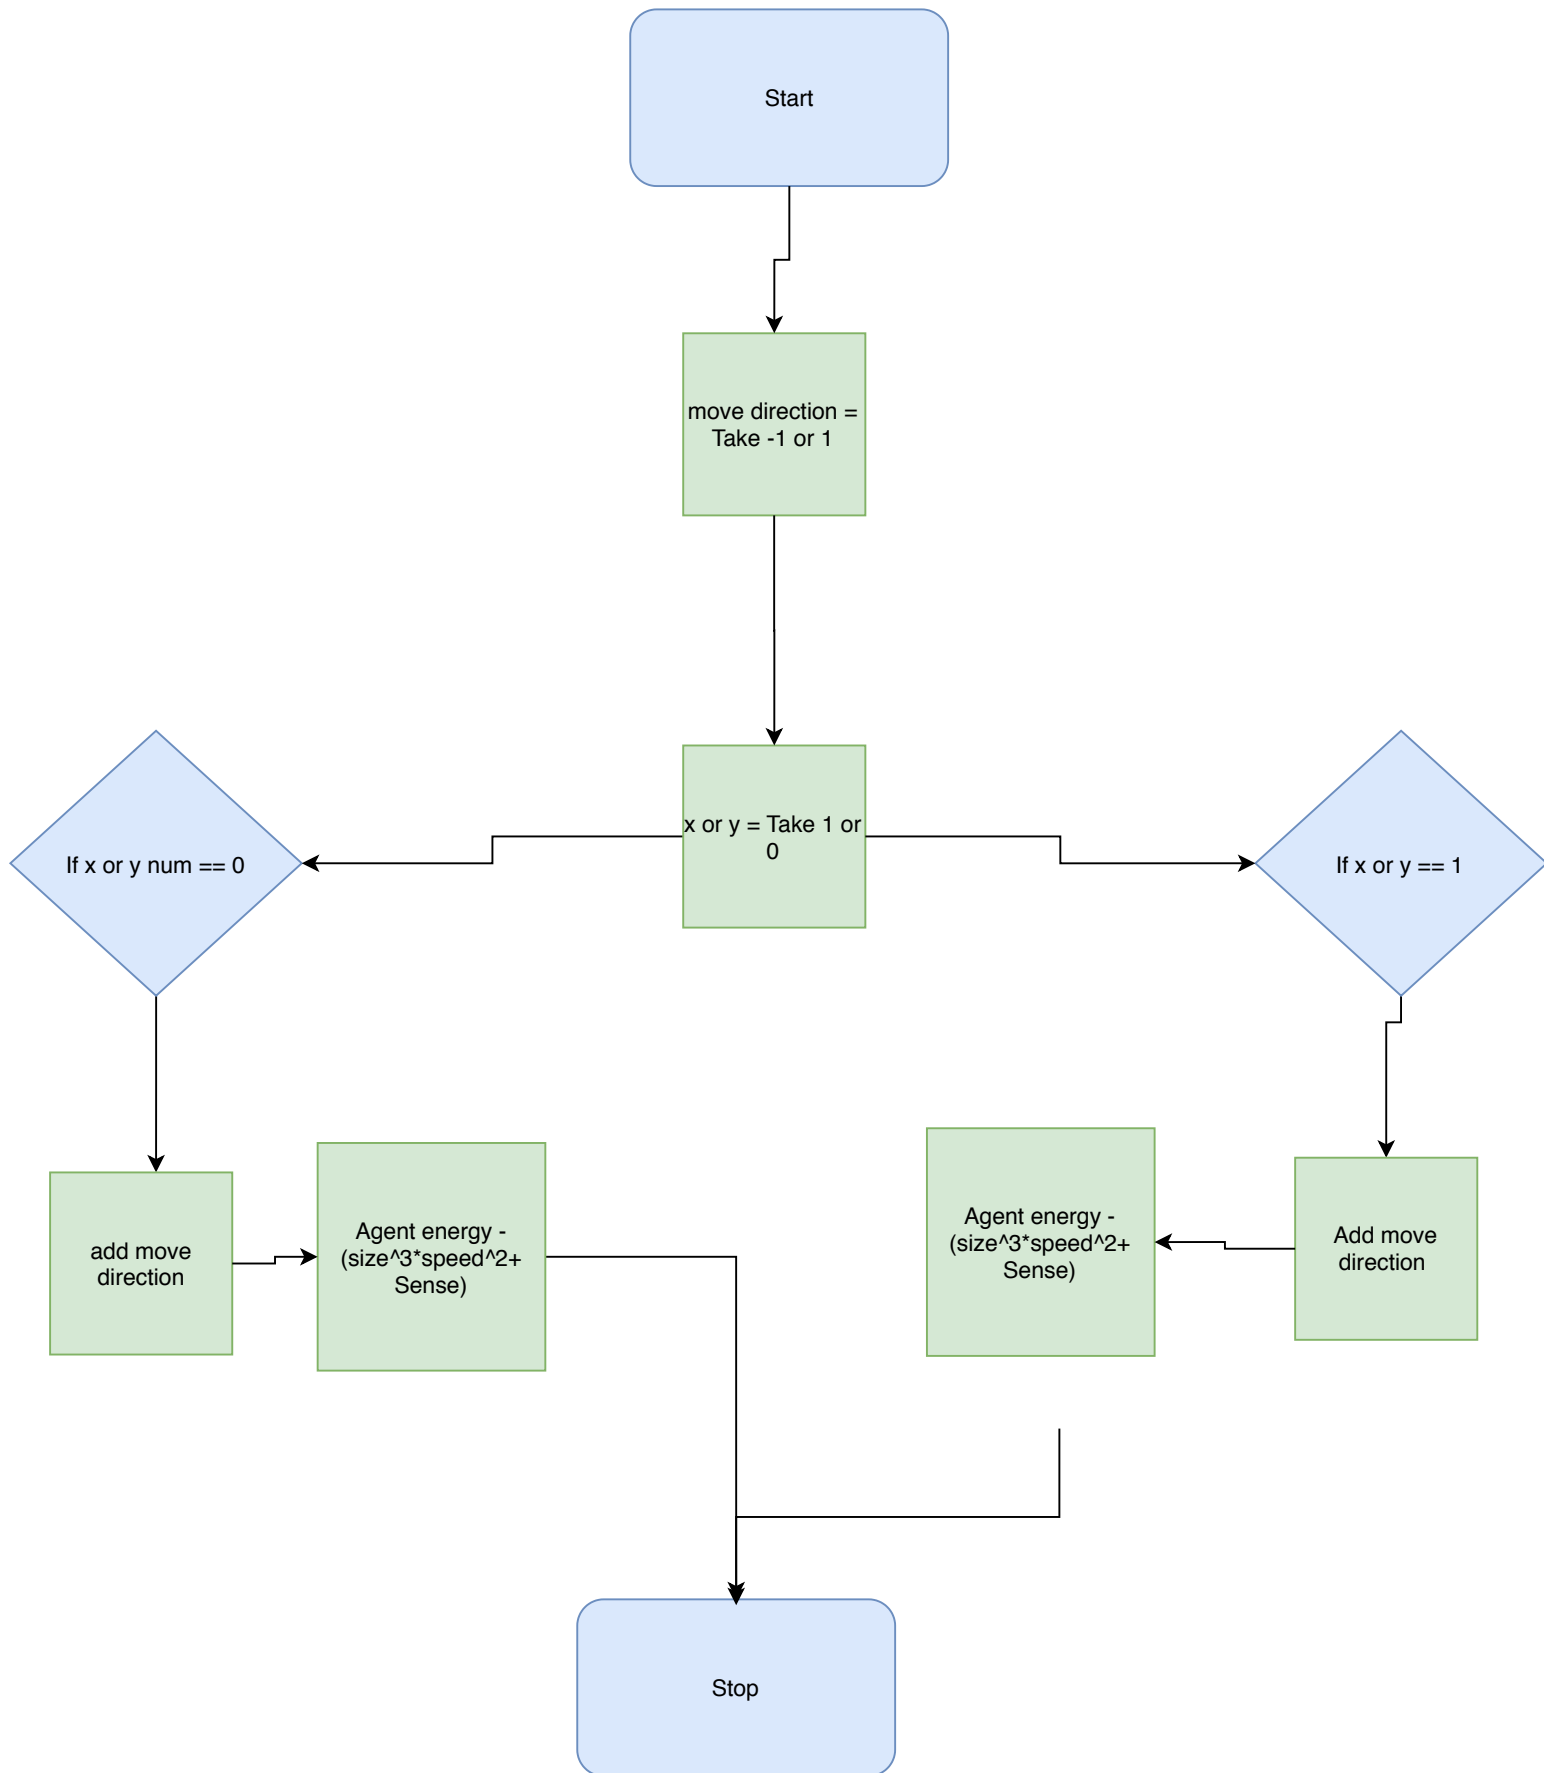 Start
move direction =
Take -1 or 1
x or y = Take 1 or
0
If x or y num == 0
If x or y == 1
add move
direction
Agent energy -
(size^3*speed^2+
Sense)
Agent energy -
(size^3*speed^2+
Sense)
Add move
direction
Stop